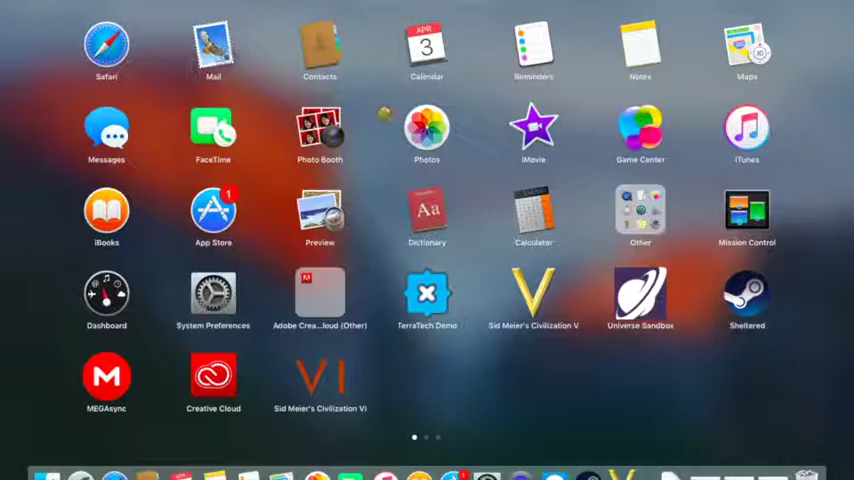 APR
3
3D
Safari
Mail
Contacts
Calendar
Reminders
Notes
Maps
Messages
FaceTime
Photo Booth
Photos
iMovie
Game Center
iTunes
1
Aa
iBooks
App Store
Preview
Dictionary
Calculator
Other
Mission Control
V
Dashboard
System Preferences
Adobe Crea...loud (Other)
TerraTech Demo
Sid Meier's Civilization V
Universe Sandbox
Sheltered
M
VI
MEGAsync
Creative Cloud
Sid Meier's Civilization VI